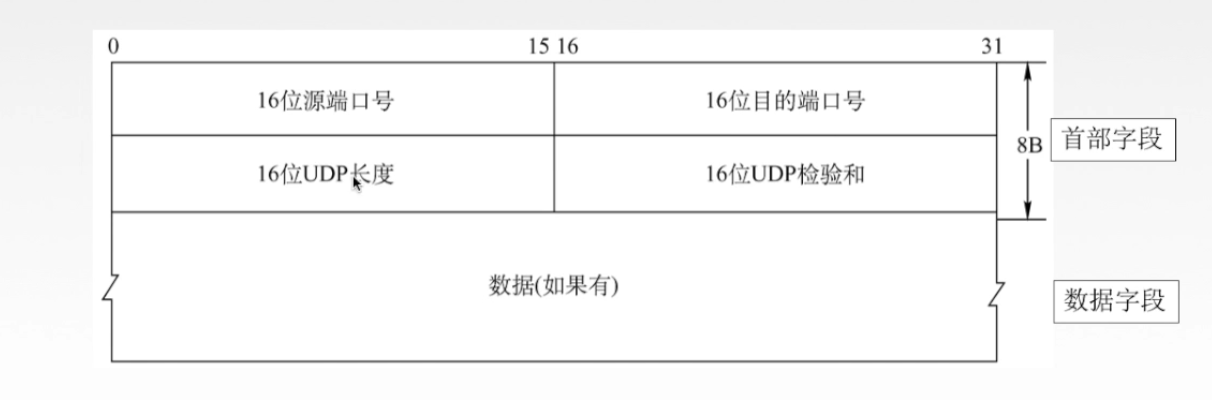 0 15 16 31
16位源端口号 16位目的端口号
8B 首部字段
16位UDP长度 16位UDP检验和
数据(如果有)
数据字段